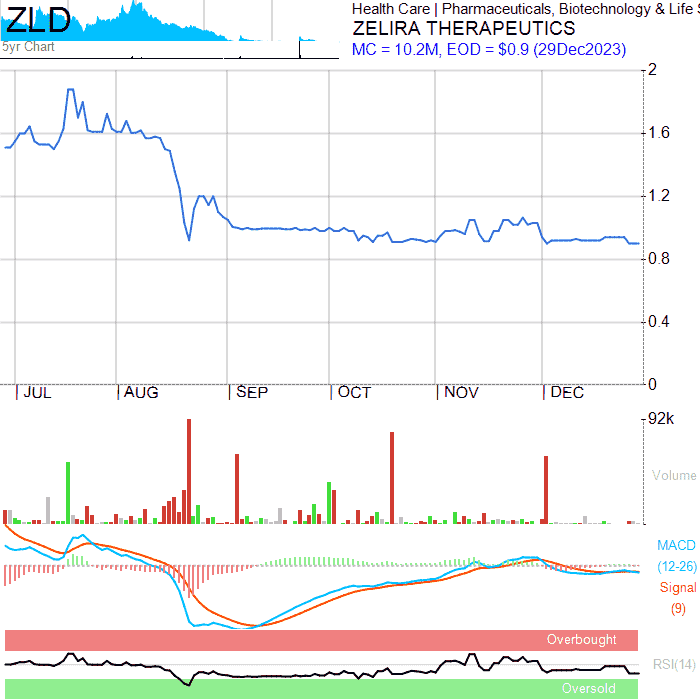 ZLD
5yr Chart
Health Care | Pharmaceuticals, Biotechnology & Life S
ZELIRA THERAPEUTICS
MC = 10.2M, EOD = $0.9 (29Dec2023)
2
1.6
1.2
0.8
0.4
0
JUL AUG SEP OCT NOV DEC
92k
Volume
MACD
(12-26)
Signal
(9)
Overbought
RSI(14)
Oversold